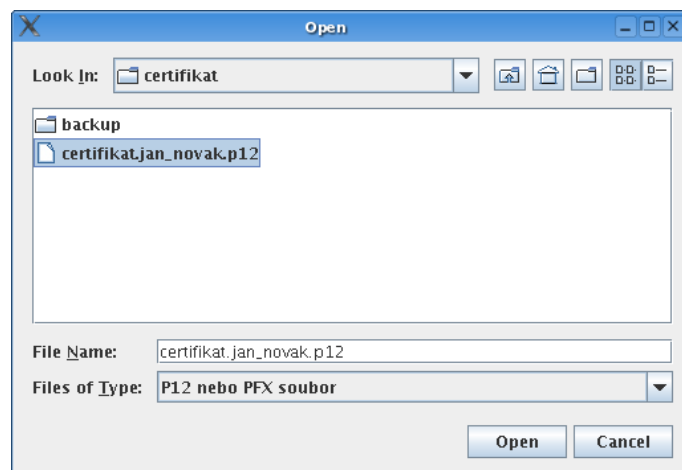 Open
Look In: certifikat
backup
certifikat.jan_novak.p12
File Name: certifikat.jan_novak.p12
Files of Type: P12 nebo PFX soubor
Open Cancel